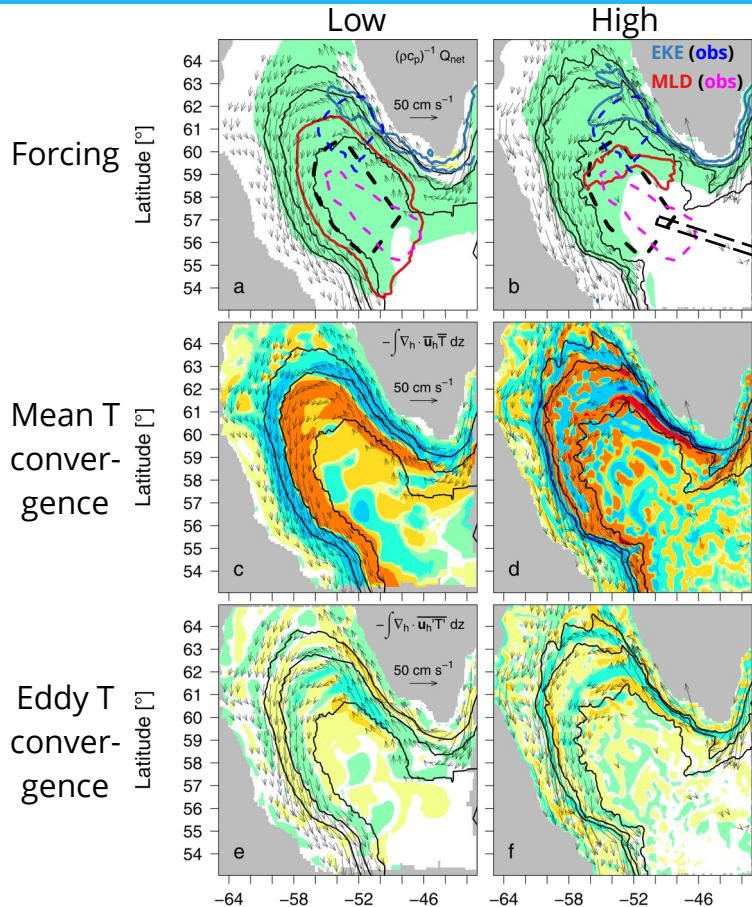 Low
High
Forcing
Latitude [°]
64
63
62
61
60
59
58
57
56
55
54
(ρcₚ)⁻¹ Qnet
50 cm s⁻¹
a
EKE (obs)
MLD (obs)
b
Mean T
conver-
gence
Latitude [°]
64
63
62
61
60
59
58
57
56
55
54
−∫∇ₕ · u̅ₕT̅ dz
50 cm s⁻¹
c
d
Eddy T
conver-
gence
Latitude [°]
64
63
62
61
60
59
58
57
56
55
54
53
−∫∇ₕ · u̅ₕ'̅T̅'̅ dz
50 cm s⁻¹
e
f
−64 −58 −52 −46
−64 −58 −52 −46